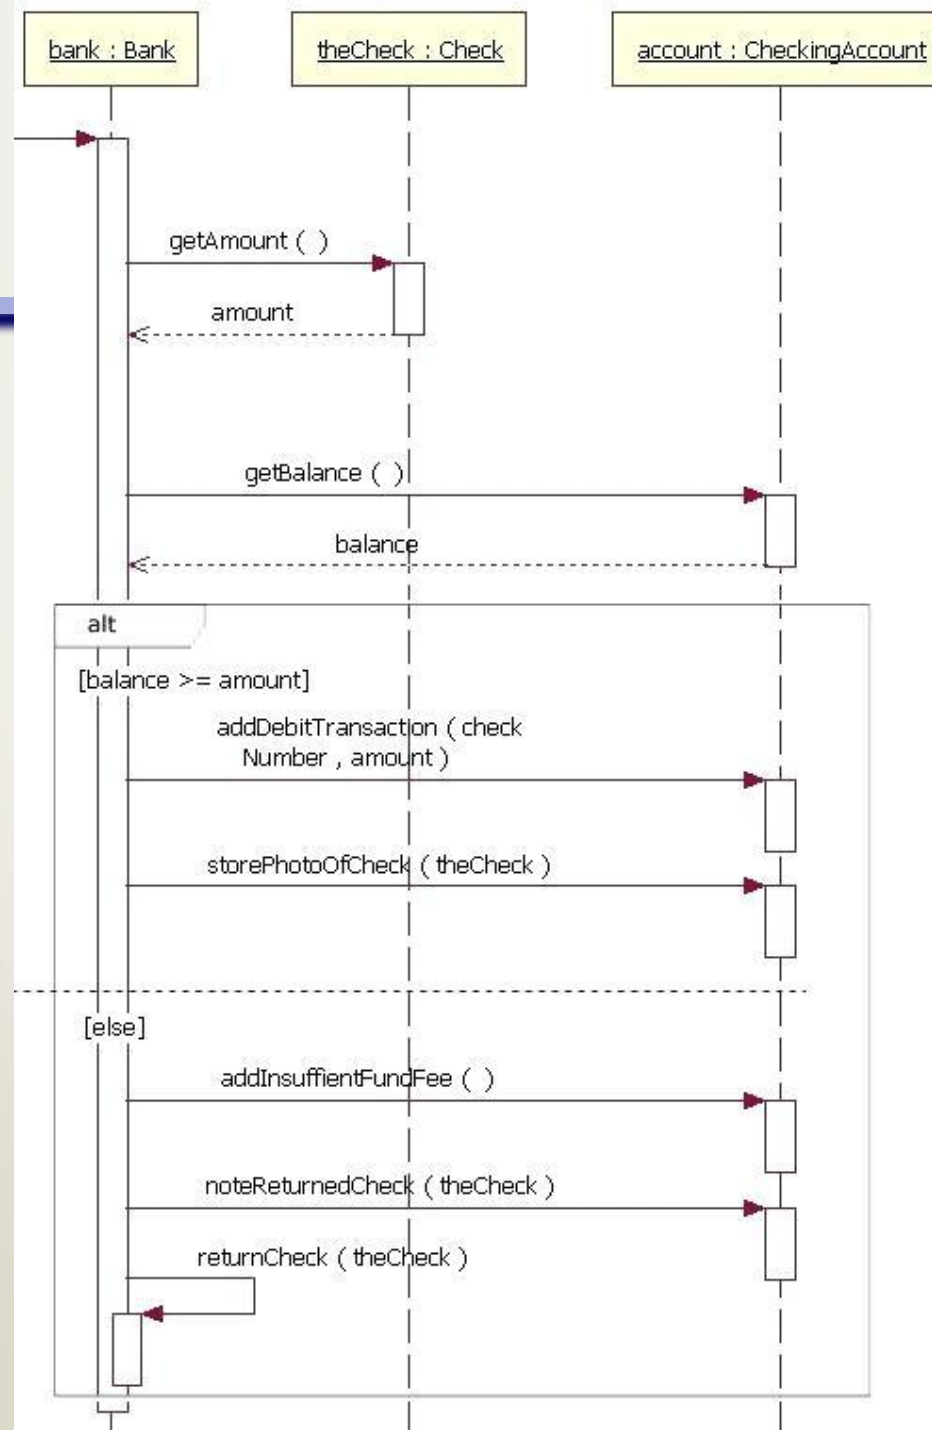 bank : Bank
theCheck : Check
account : CheckingAccount
getAmount ( )
amount
getBalance ( )
balance
alt
[balance >= amount]
addDebitTransaction ( check
Number , amount )
storePhotoOfCheck ( theCheck )
[else]
addInsuffientFundFee ( )
noteReturnedCheck ( theCheck )
returnCheck ( theCheck )